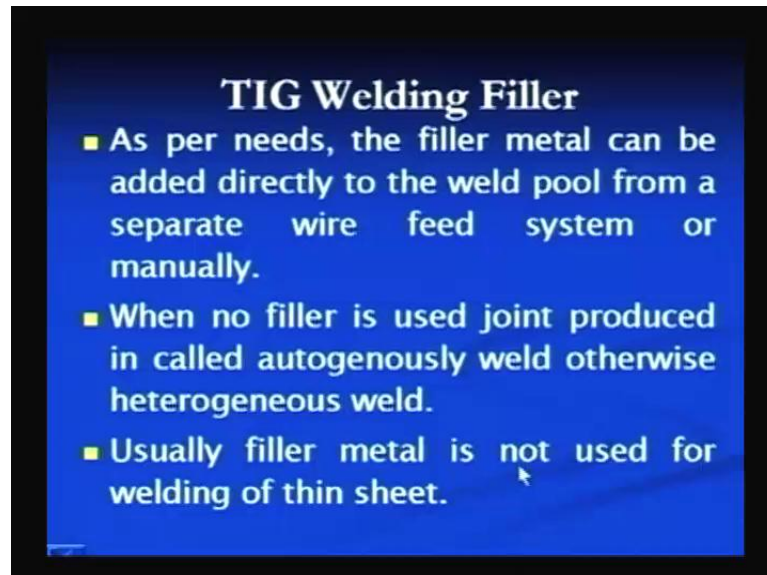 TIG Welding Filler
As per needs, the filler metal can be
added directly to the weld pool from a
separate wire feed system or
manually.
When no filler is used joint produced
in called autogenously weld otherwise
heterogeneous weld.
Usually filler metal is not used for
welding of thin sheet.